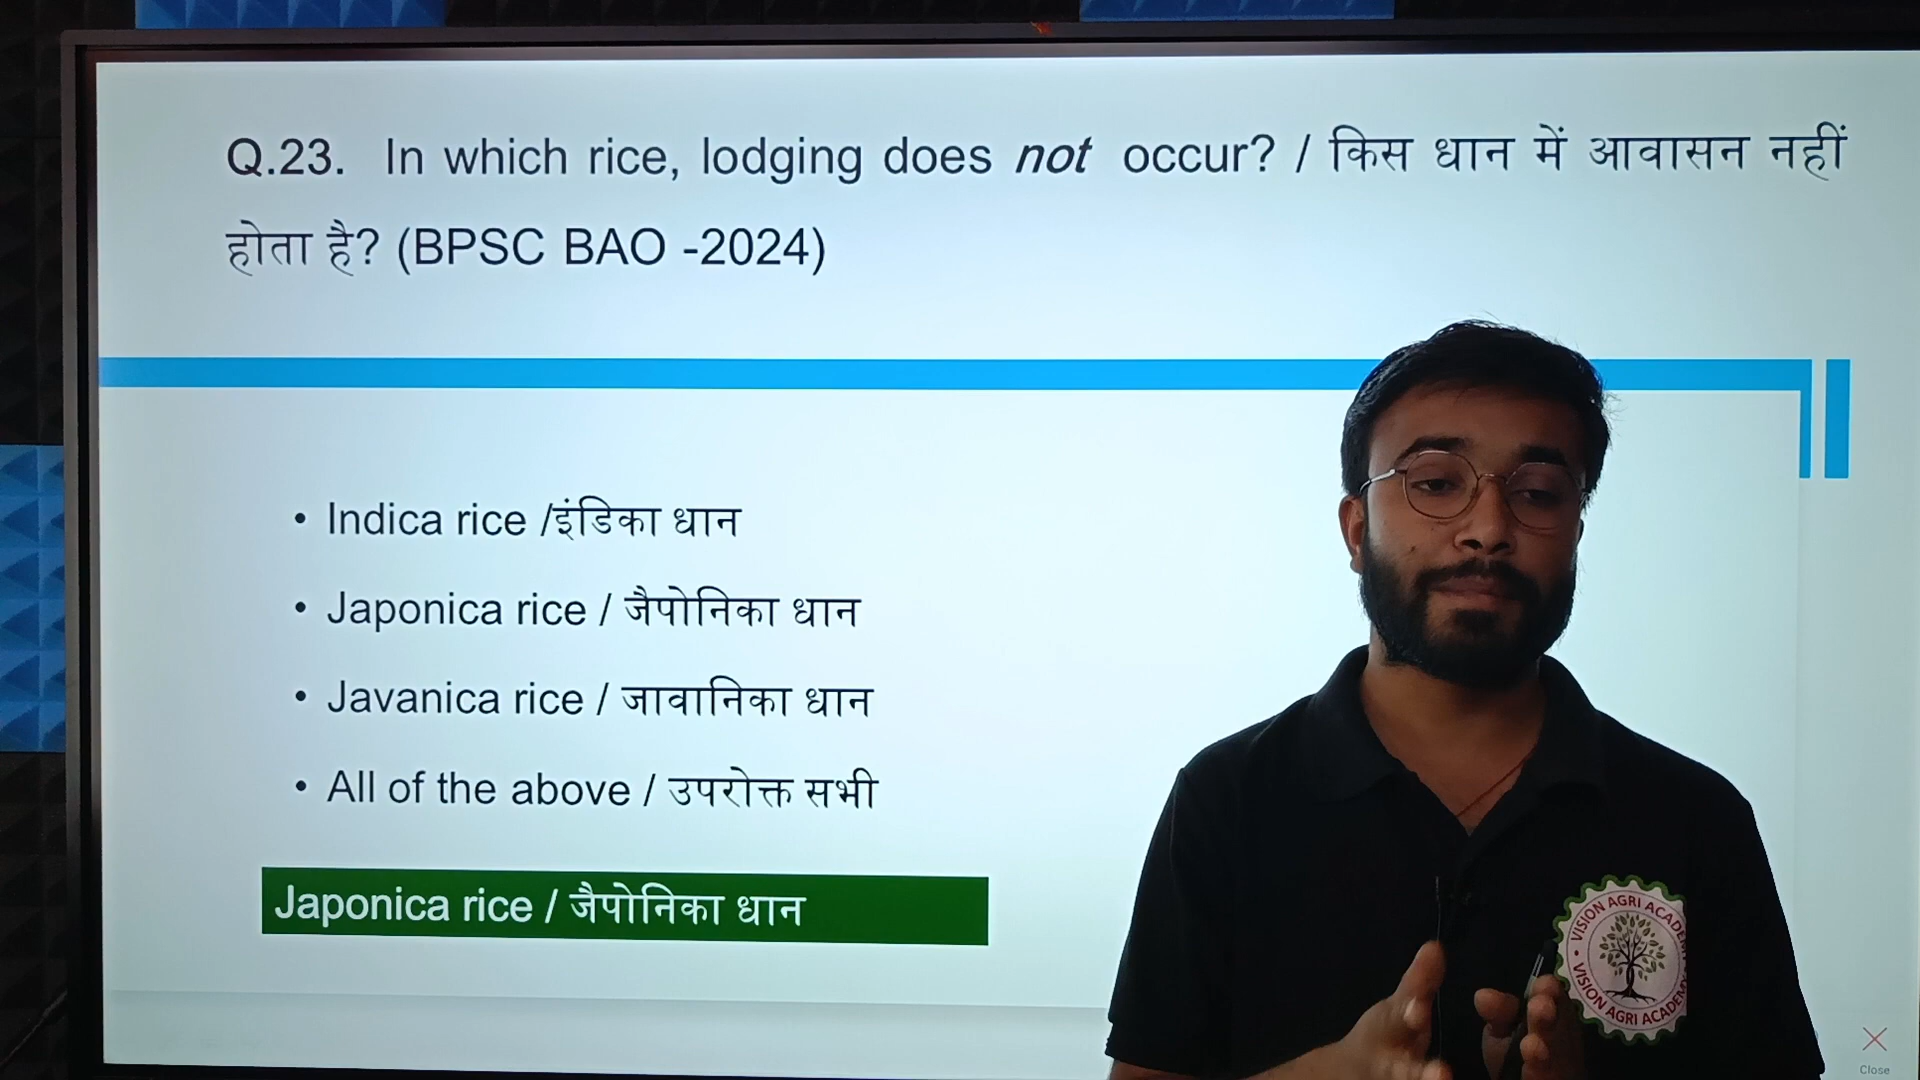 Q.23. In which rice, lodging does not occur? / किस धान में आवासन नहीं
होता है? (BPSC BAO -2024)
• Indica rice /इंडिका धान
• Japonica rice / जैपोनिका धान
• Javanica rice / जावानिका धान
• All of the above / उपरोक्त सभी
Japonica rice / जैपोनिका धान
VISION AGRI ACADEMY
VISION AGRI ACADEMY
Close